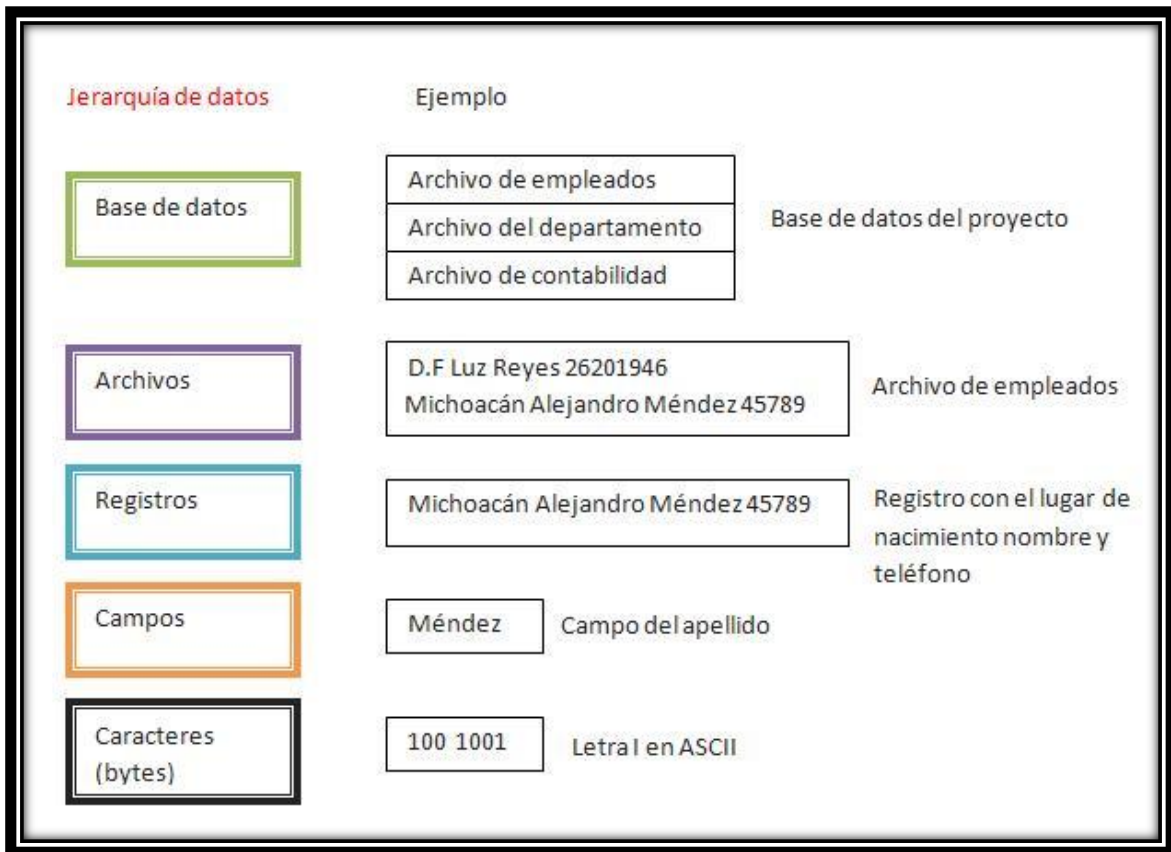 Jerarquía de datos
Ejemplo
Base de datos
Archivo de empleados
Archivo del departamento
Archivo de contabilidad
Base de datos del proyecto
Archivos
D.F Luz Reyes 26201946
Michoacán Alejandro Méndez 45789
Archivo de empleados
Registros
Michoacán Alejandro Méndez 45789
Registro con el lugar de
nacimiento nombre y
teléfono
Campos
Méndez
Campo del apellido
Caracteres
(bytes)
100 1001
Letra I en ASCII